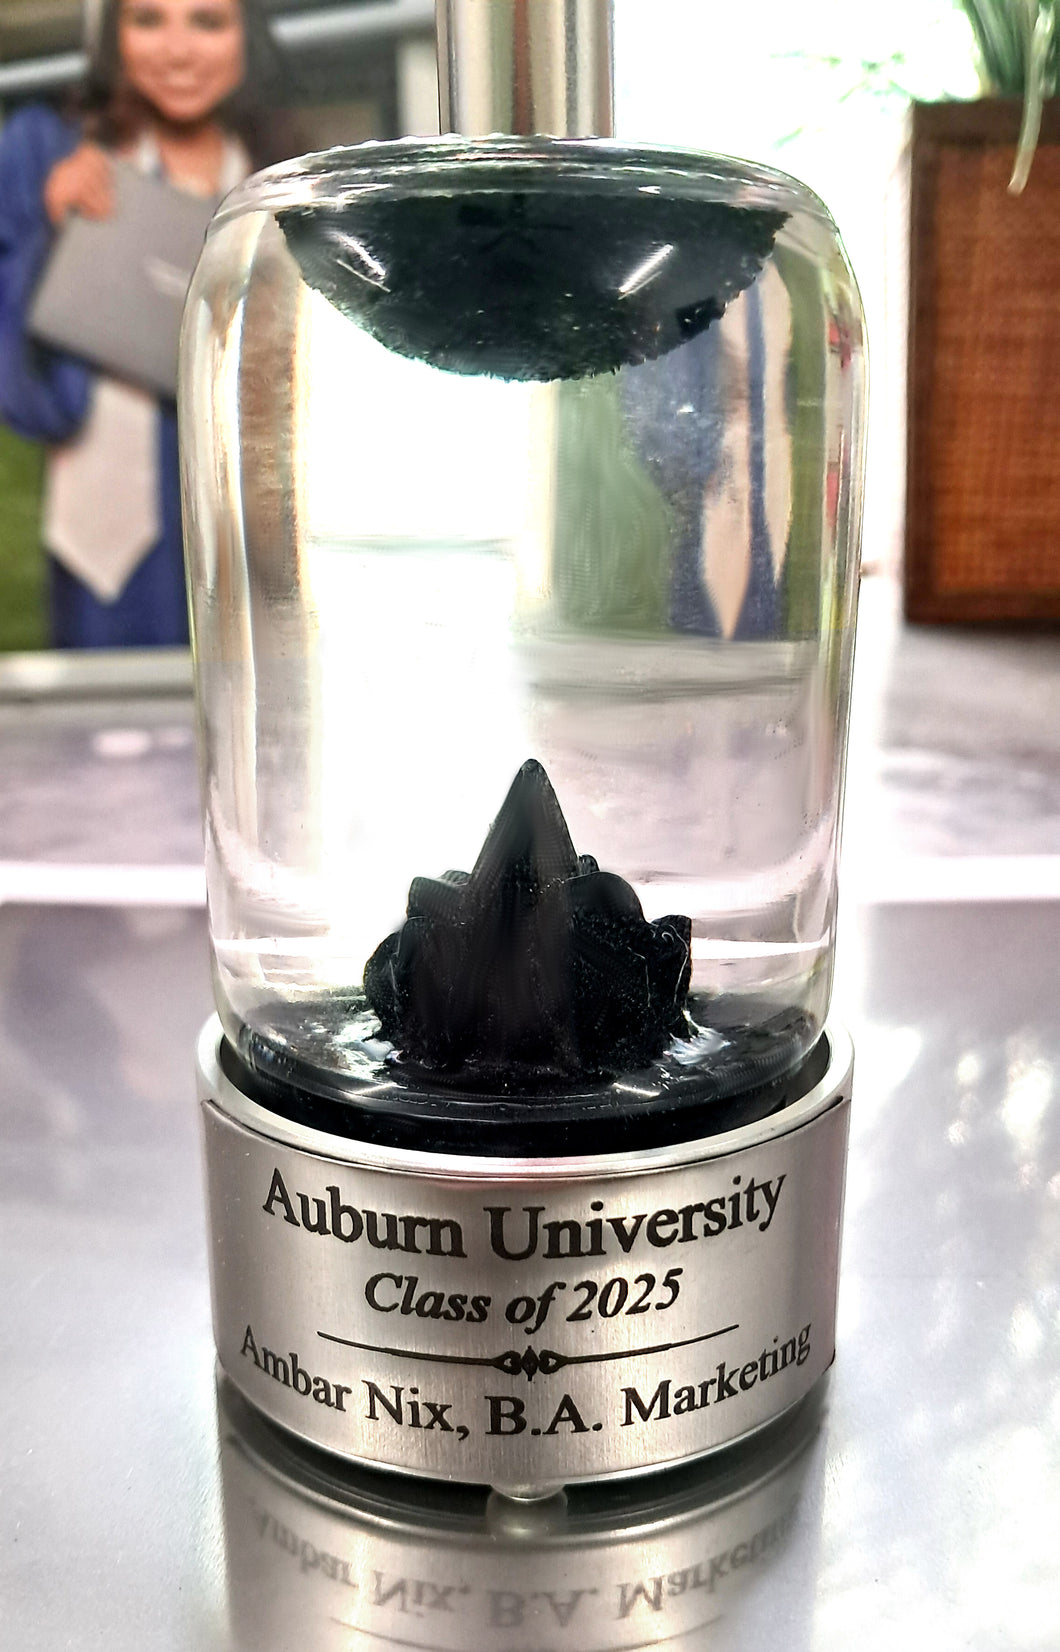 Auburn University
Class of 2025
Ambar Nix, B.A. Marketing